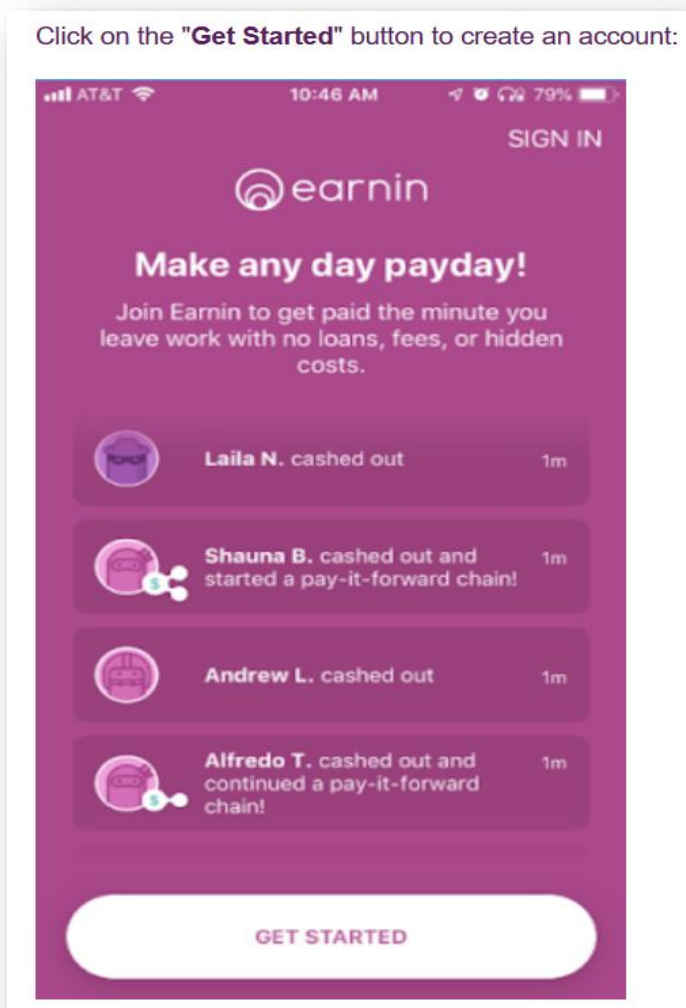 Click on the "Get Started" button to create an account:
AT&T 10:46 AM 79%
SIGN IN
earnin
Make any day payday!
Join Earnin to get paid the minute you
leave work with no loans, fees, or hidden
costs.
Laila N. cashed out 1m
Shauna B. cashed out and 1m
started a pay-it-forward chain!
Andrew L. cashed out 1m
Alfredo T. cashed out and 1m
continued a pay-it-forward
chain!
GET STARTED